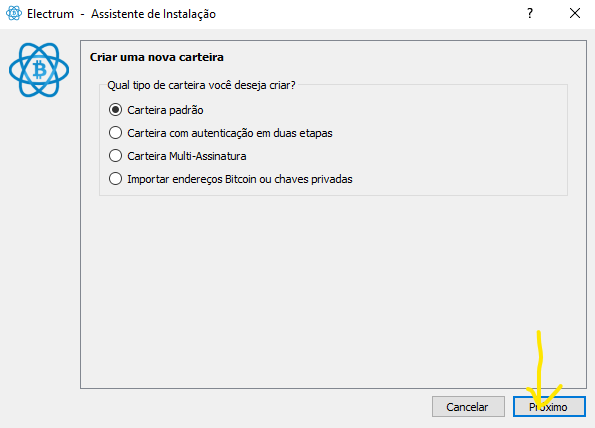 Electrum - Assistente de Instalação
Criar uma nova carteira
Qual tipo de carteira você deseja criar?
Carteira padrão
Carteira com autenticação em duas etapas
Carteira Multi-Assinatura
Importar endereços Bitcoin ou chaves privadas
Cancelar
Próximo